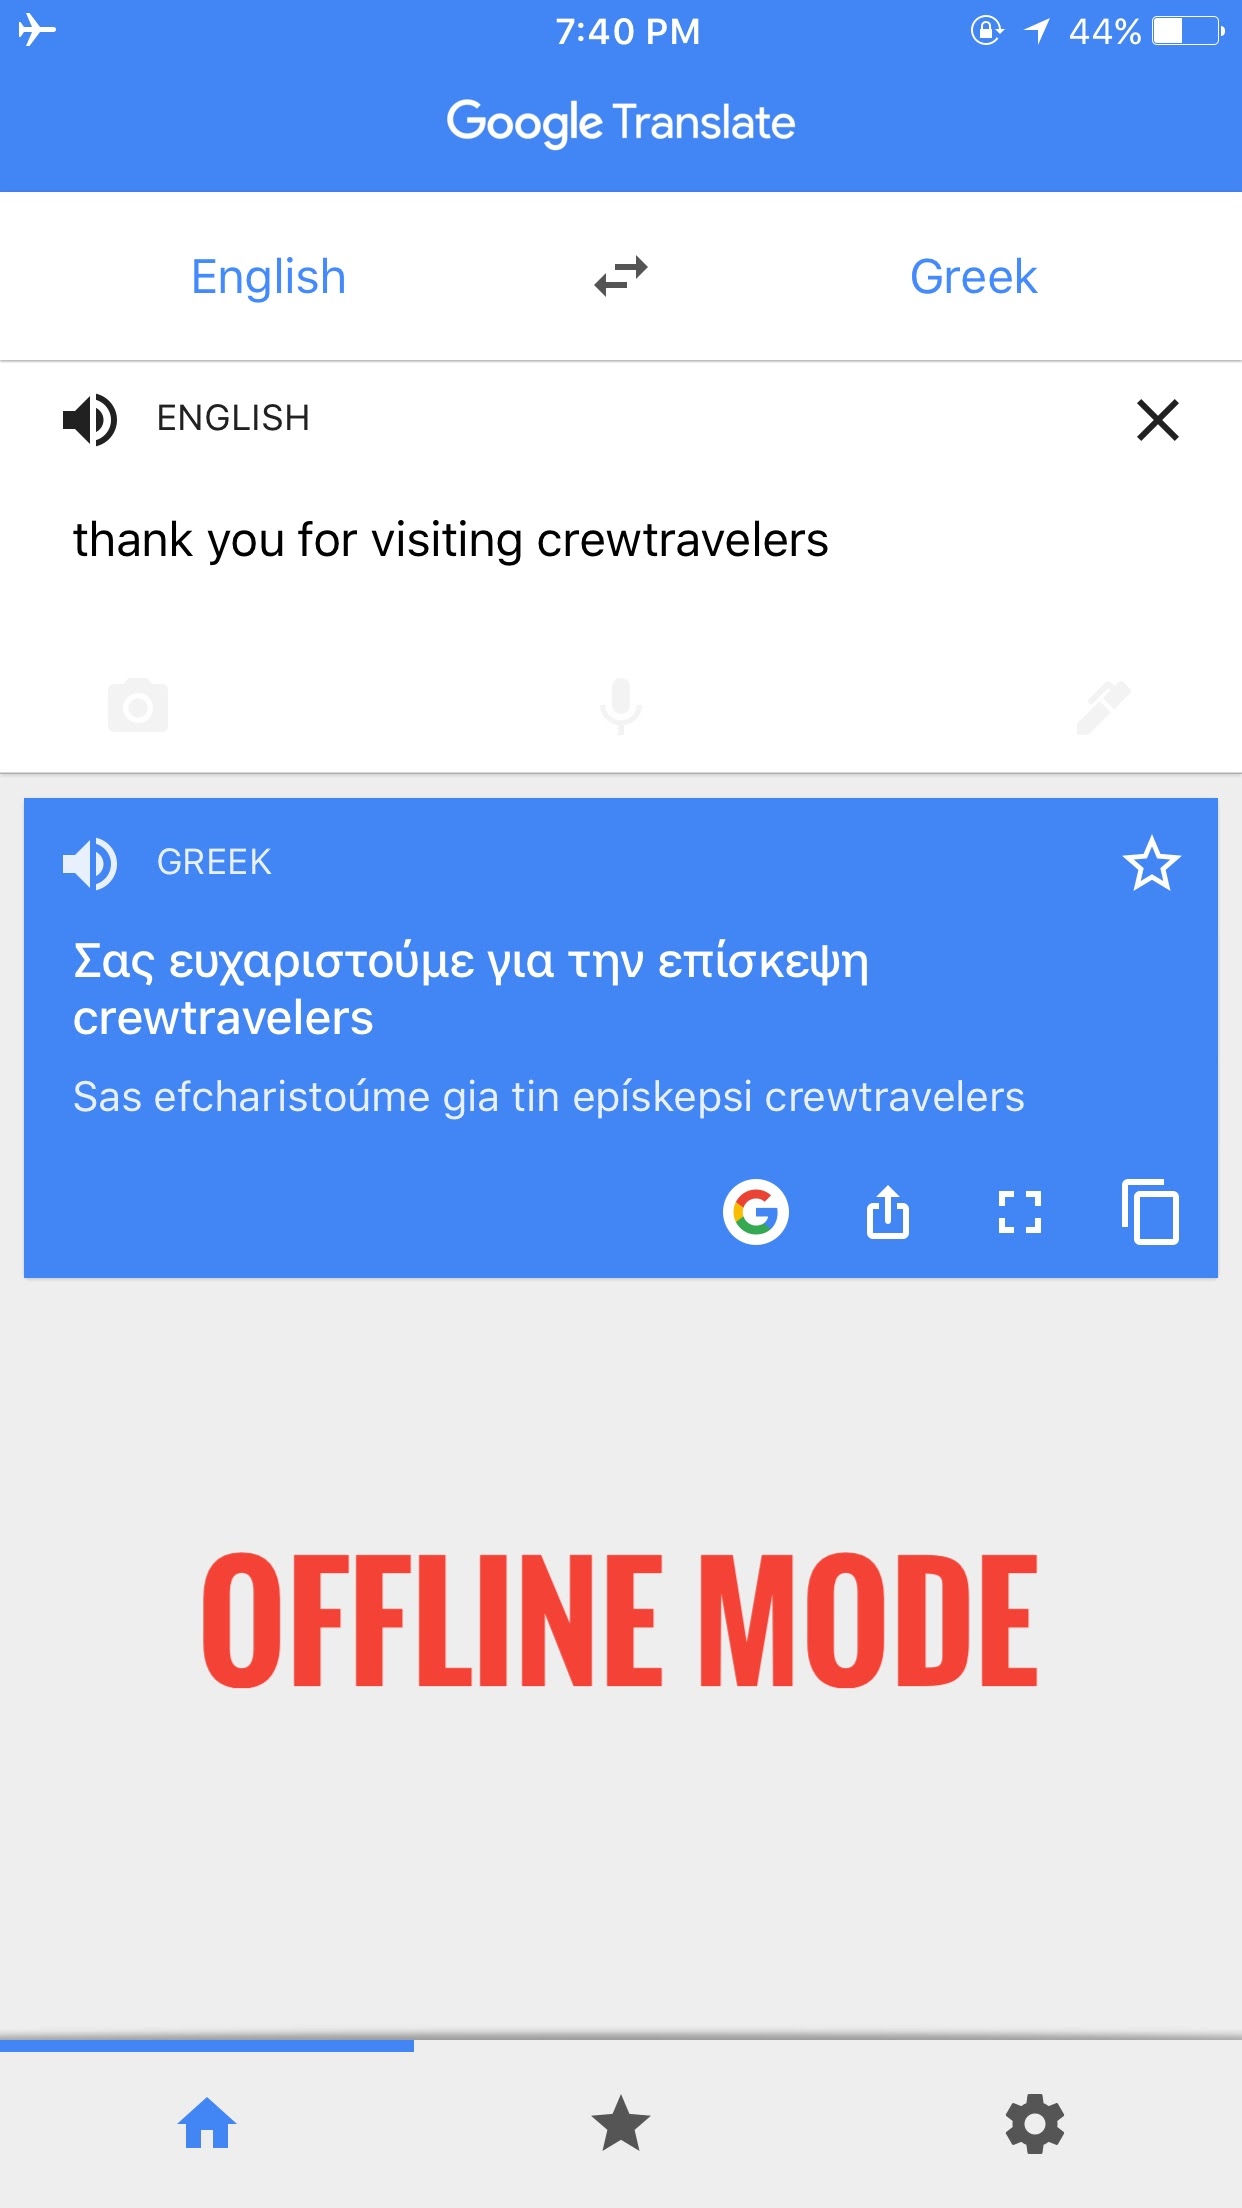 7:40 PM
44%
Google Translate
English
Greek
ENGLISH
thank you for visiting crewtravelers
GREEK
Σας ευχαριστούμε για την επίσκεψη
crewtravelers
Sas efcharistoúme gia tin epískepsi crewtravelers
G
OFFLINE MODE